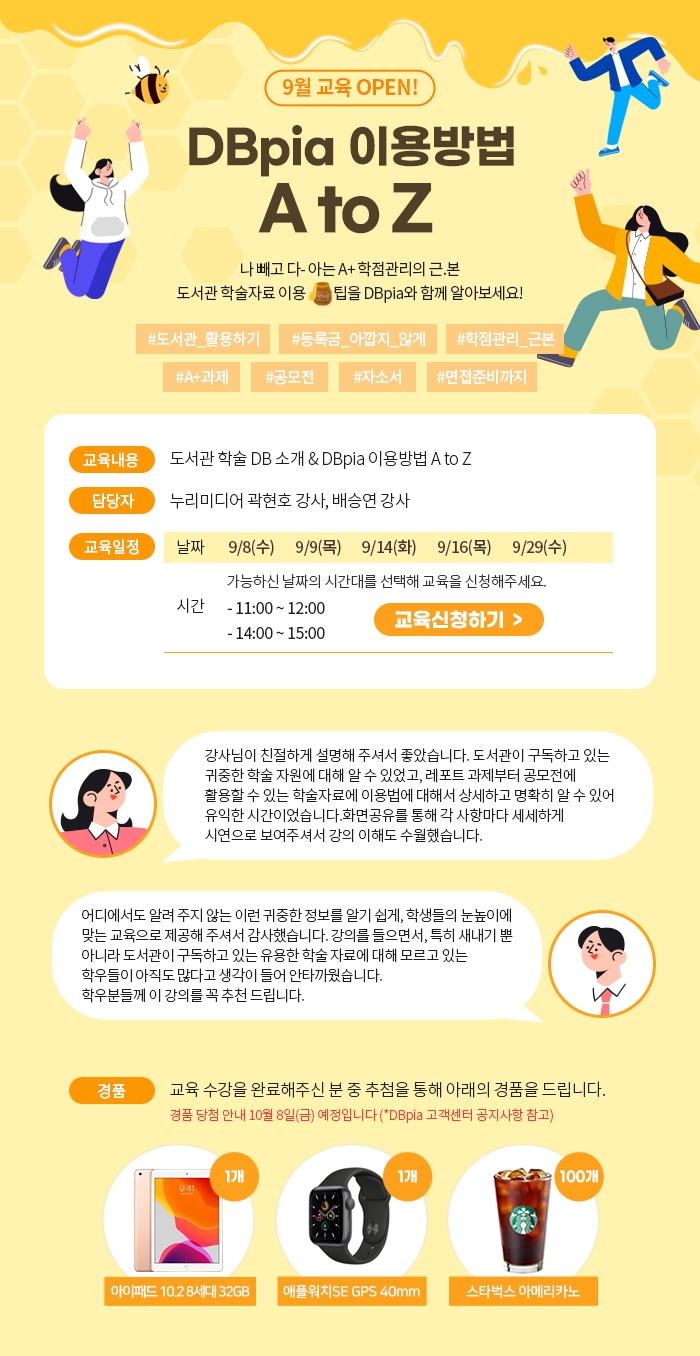 9월 교육 OPEN!
DBpia 이용방법
A to Z
나 빼고 다- 아는 A+ 학점관리의 근.본
도서관 학술자료 이용 팁을 DBpia와 함께 알아보세요!
#도서관_활용하기 #등록금_아깝지_않게 #학점관리_근본
#A+과제 #공모전 #자소서 #면접준비까지
교육내용 도서관 학술 DB 소개 & DBpia 이용방법 A to Z
담당자 누리미디어 곽현호 강사, 배승연 강사
교육일정 날짜 9/8(수) 9/9(목) 9/14(화) 9/16(목) 9/29(수)
가능하신 날짜의 시간대를 선택해 교육을 신청해주세요.
시간 - 11:00 ~ 12:00
- 14:00 ~ 15:00
교육신청하기 >
강사님이 친절하게 설명해 주셔서 좋았습니다. 도서관이 구독하고 있는
귀중한 학술 자원에 대해 알 수 있었고, 레포트 과제부터 공모전에
활용할 수 있는 학술자료에 이용법에 대해서 상세하고 명확히 알 수 있어
유익한 시간이었습니다.화면공유를 통해 각 사항마다 세세하게
시연으로 보여주셔서 강의 이해도 수월했습니다.
어디에서도 알려 주지 않는 이런 귀중한 정보를 알기 쉽게, 학생들의 눈높이에
맞는 교육으로 제공해 주셔서 감사했습니다. 강의를 들으면서, 특히 새내기 뿐
아니라 도서관이 구독하고 있는 유용한 학술 자료에 대해 모르고 있는
학우들이 아직도 많다고 생각이 들어 안타까웠습니다.
학우분들께 이 강의를 꼭 추천 드립니다.
경품 교육 수강을 완료해주신 분 중 추첨을 통해 아래의 경품을 드립니다.
경품 당첨 안내 10월 8일(금) 예정입니다 (*DBpia 고객센터 공지사항 참고)
1개 1개 100개
9:41
아이패드 10.2 8세대 32GB 애플워치SE GPS 40mm 스타벅스 아메리카노